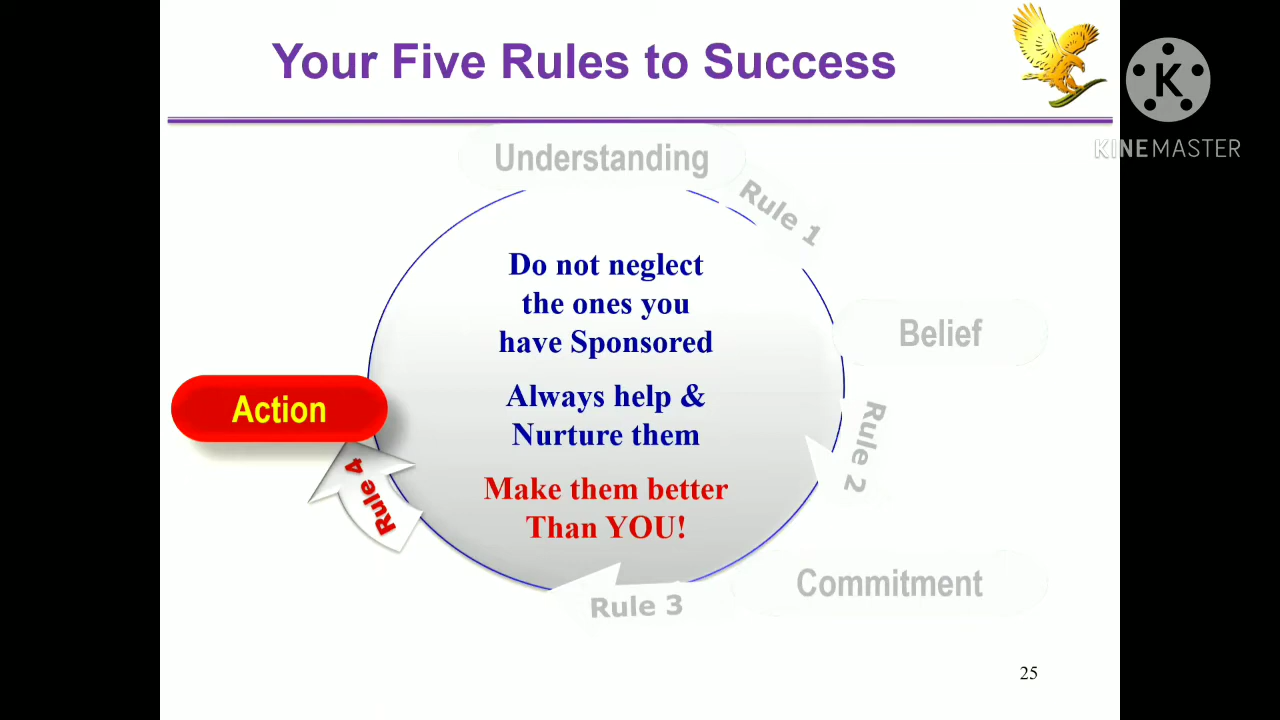 Your Five Rules to Success
K
KINEMASTER
Understanding
Rule 1
Do not neglect
the ones you
have Sponsored
Belief
Always help &
Nurture them
Action
Rule 2
Make them better
Than YOU!
Rule 4
Commitment
Rule 3
25